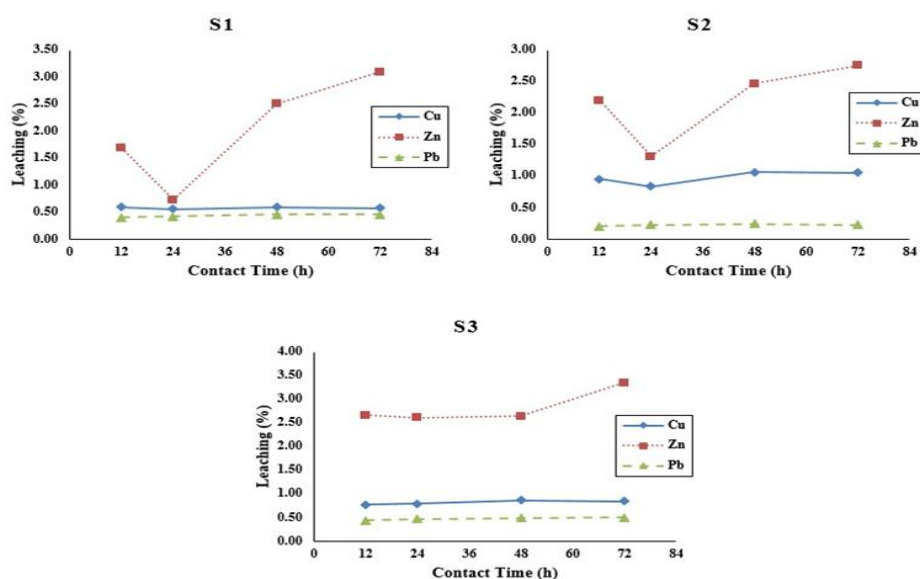 S1
3.50
3.00
2.50
2.00
1.50
1.00
0.50
0.00
Leaching (%)
0 12 24 36 48 60 72 84
Contact Time (h)
Cu
Zn
Pb
S2
3.00
2.50
2.00
1.50
1.00
0.50
0.00
Leaching (%)
0 12 24 36 48 60 72 84
Contact Time (h)
Cu
Zn
Pb
S3
4.00
3.50
3.00
2.50
2.00
1.50
1.00
0.50
0.00
Leaching (%)
0 12 24 36 48 60 72 84
Contact Time (h)
Cu
Zn
Pb